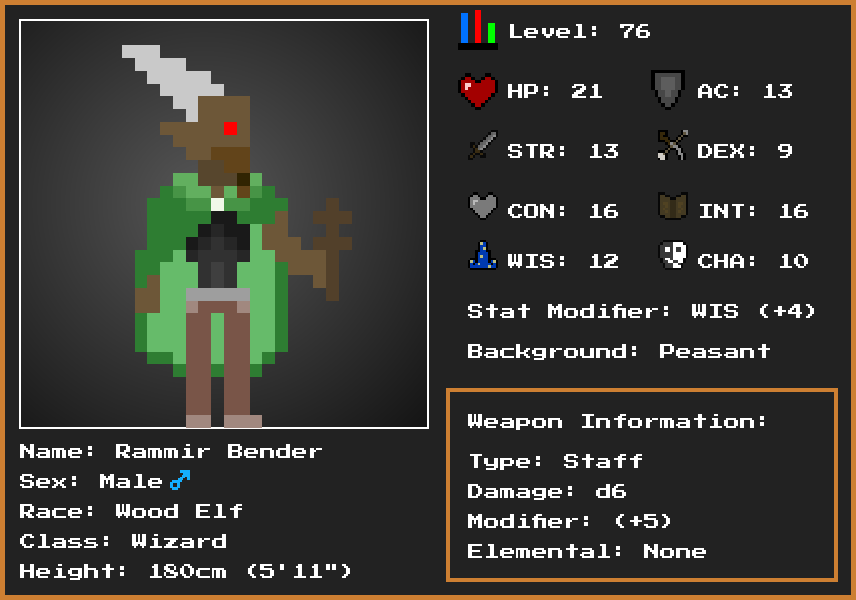 Level: 76
HP: 21
AC: 13
STR: 13
DEX: 9
CON: 16
INT: 16
WIS: 12
CHA: 10
Stat Modifier: WIS (+4)
Background: Peasant
Weapon Information:
Type: Staff
Damage: d6
Modifier: (+5)
Elemental: None
Name: Rammir Bender
Sex: Male♂
Race: Wood Elf
Class: Wizard
Height: 180cm (5'11")